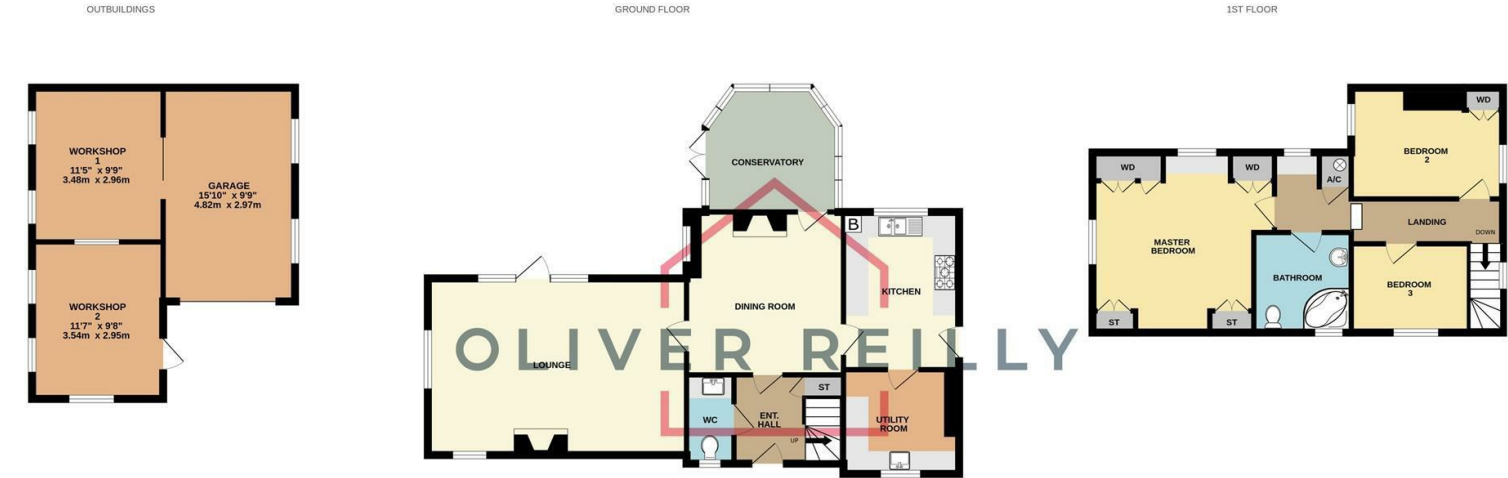 OUTBUILDINGS
GROUND FLOOR
1ST FLOOR
WORKSHOP
1
11'5" x 9'9"
3.48m x 2.96m
GARAGE
15'10" x 9'9"
4.82m x 2.97m
WORKSHOP
2
11'7" x 9'8"
3.54m x 2.95m
CONSERVATORY
B
DINING ROOM
KITCHEN
LOUNGE
OLIVER REILLY
ST
WC
ENT.
HALL
UP
UTILITY
ROOM
WD
WD
A/C
WD
BEDROOM
2
MASTER
BEDROOM
LANDING
DOWN
BATHROOM
BEDROOM
3
ST
ST